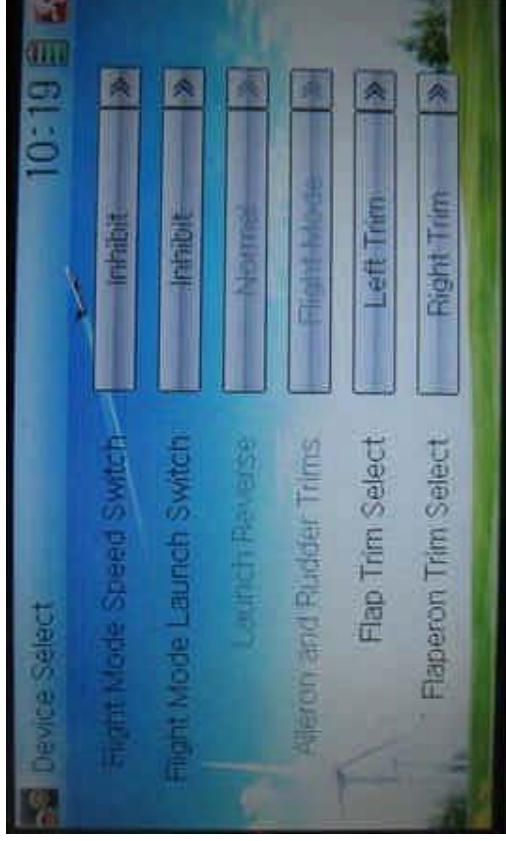 Device Select 10:19
Flight Mode Speed Switch Inhibit
Flight Mode Launch Switch Inhibit
Launch Reverse Normal
Aileron and Rudder Trims Flight Mode
Flap Trim Select Left Trim
Flaperon Trim Select Right Trim